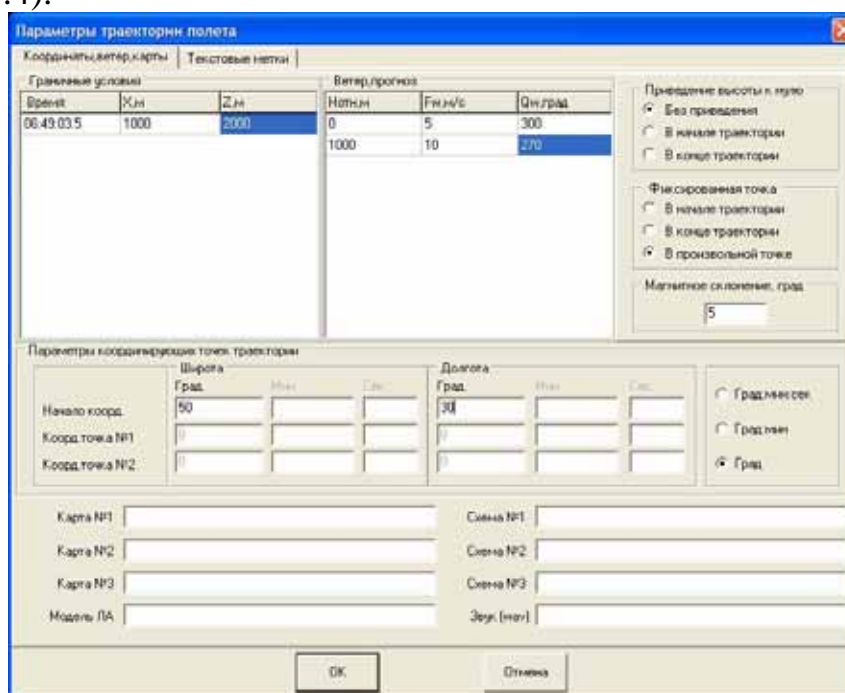 .4).
Параметры траектории полета
Координаты,ветер,карты Текстовые метки
Граничные условия Ветер,прогноз
Время X,м Z,м Hотн,м Fw,м/с Qw,град
06:49:03.5 1000 2000 0 5 300
1000 10 270
Приведение высоты к нулю
Без приведения
В начале траектории
В конце траектории
Фиксированная точка
В начале траектории
В конце траектории
В произвольной точке
Магнитное склонение, град
5
Параметры координирующих точек траектории
Широта Долгота
Град. Мин. Сек. Град. Мин. Сек.
Начало коорд. 50 30
Коорд.точка №1 0 0
Коорд.точка №2 0 0
Град,мин,сек
Град,мин
Град
Карта №1 Схема №1
Карта №2 Схема №2
Карта №3 Схема №3
Модель ЛА Звук (wav)
OK Отмена